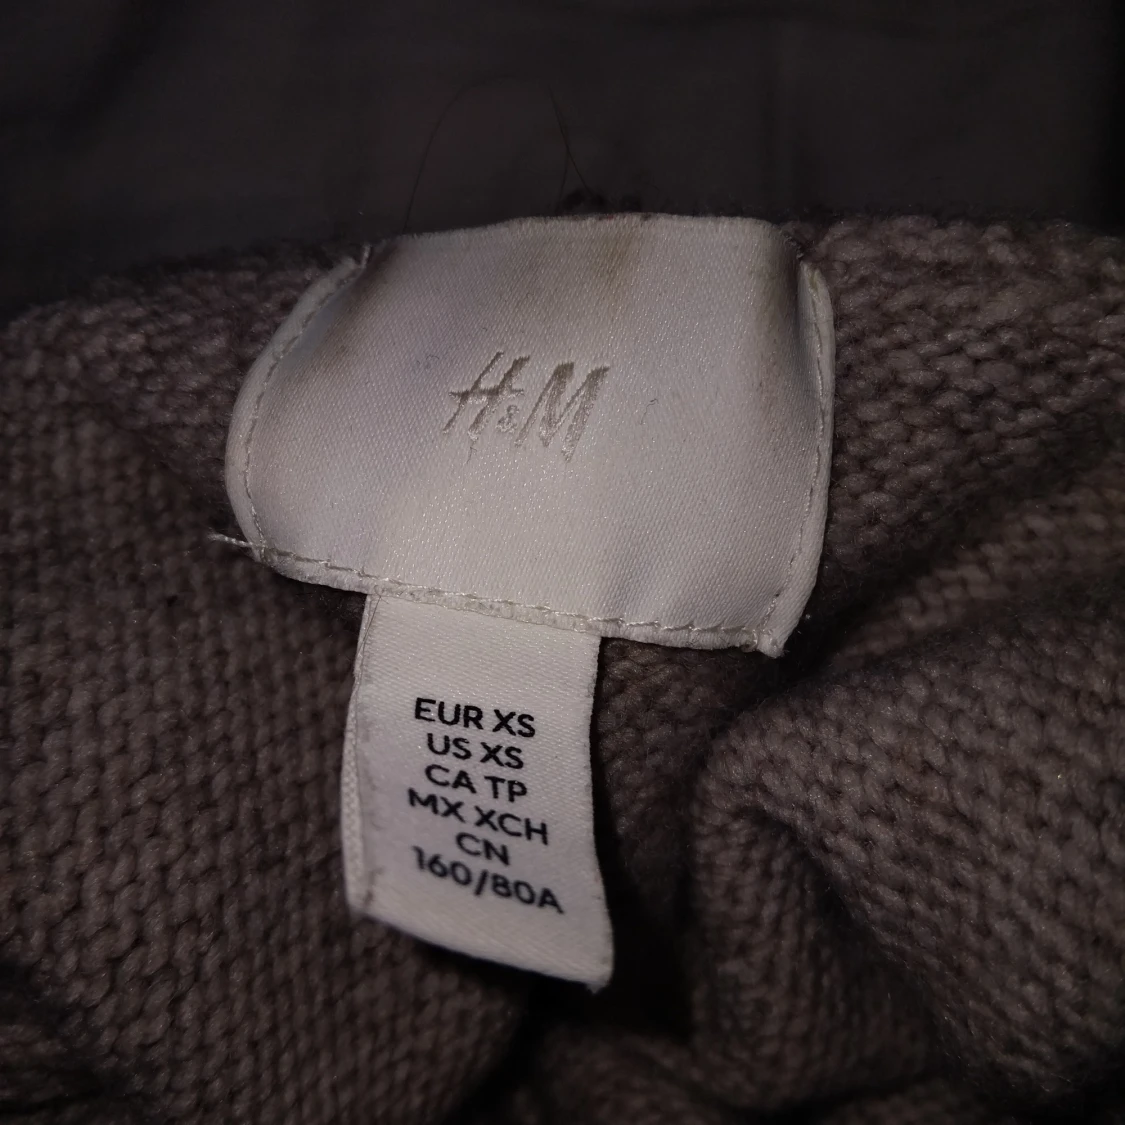 H&M
EUR XS
US XS
CA TP
MX XCH
CN
160/80A